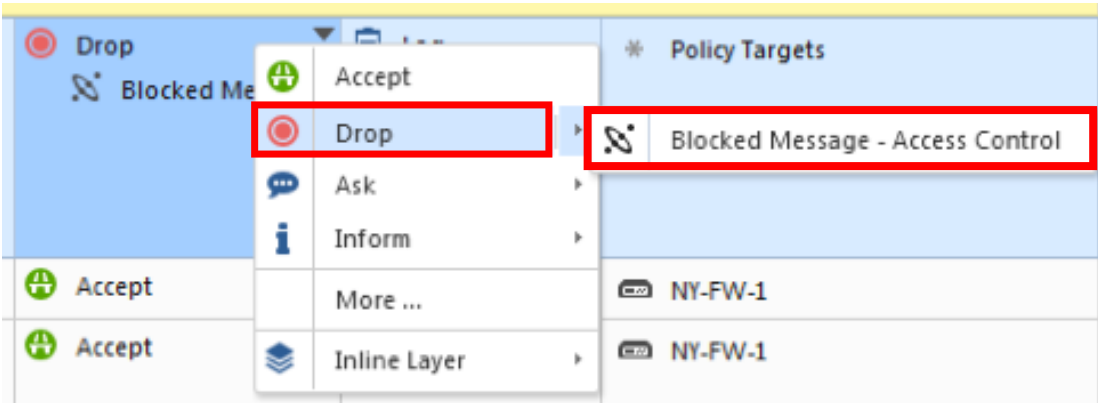 Drop
Policy Targets
Blocked Me
Accept
Drop
Blocked Message - Access Control
Ask
Inform
Accept
NY-FW-1
More ...
Accept
NY-FW-1
Inline Layer